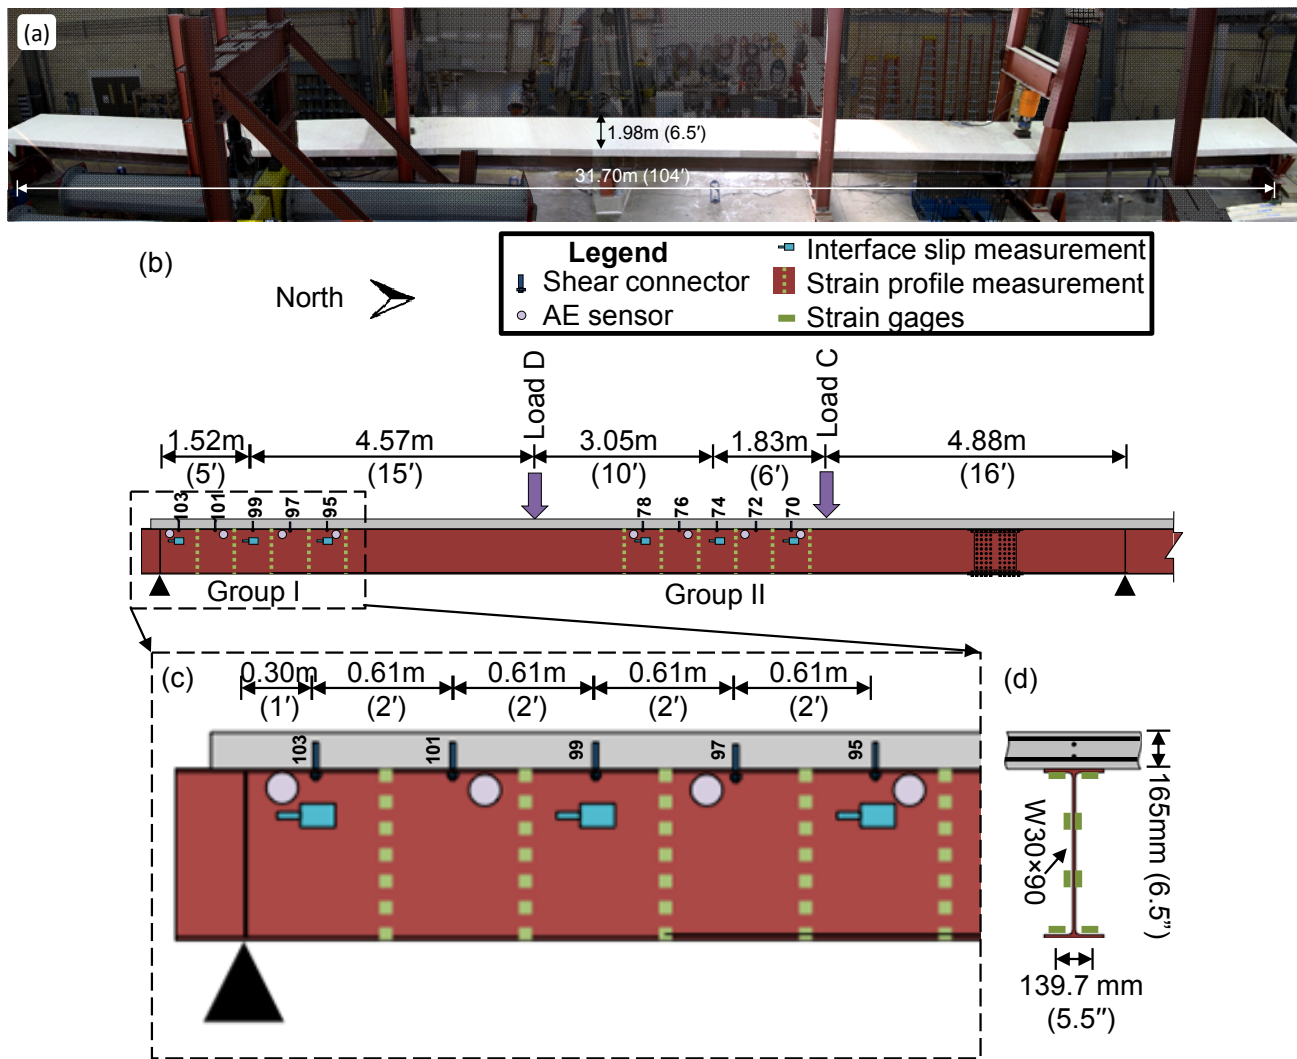 (a)
1.98m (6.5′)
31.70m (104′)
(b)
North
Legend
Shear connector
AE sensor
Interface slip measurement
Strain profile measurement
Strain gages
Load D
Load C
1.52m
(5′)
4.57m
(15′)
3.05m
(10′)
1.83m
(6′)
4.88m
(16′)
103
101
99
97
95
78
76
74
72
70
Group I
Group II
(c)
0.30m
(1′)
0.61m
(2′)
0.61m
(2′)
0.61m
(2′)
0.61m
(2′)
103
101
99
97
95
(d)
165mm (6.5”)
W30×90
139.7 mm
(5.5″)